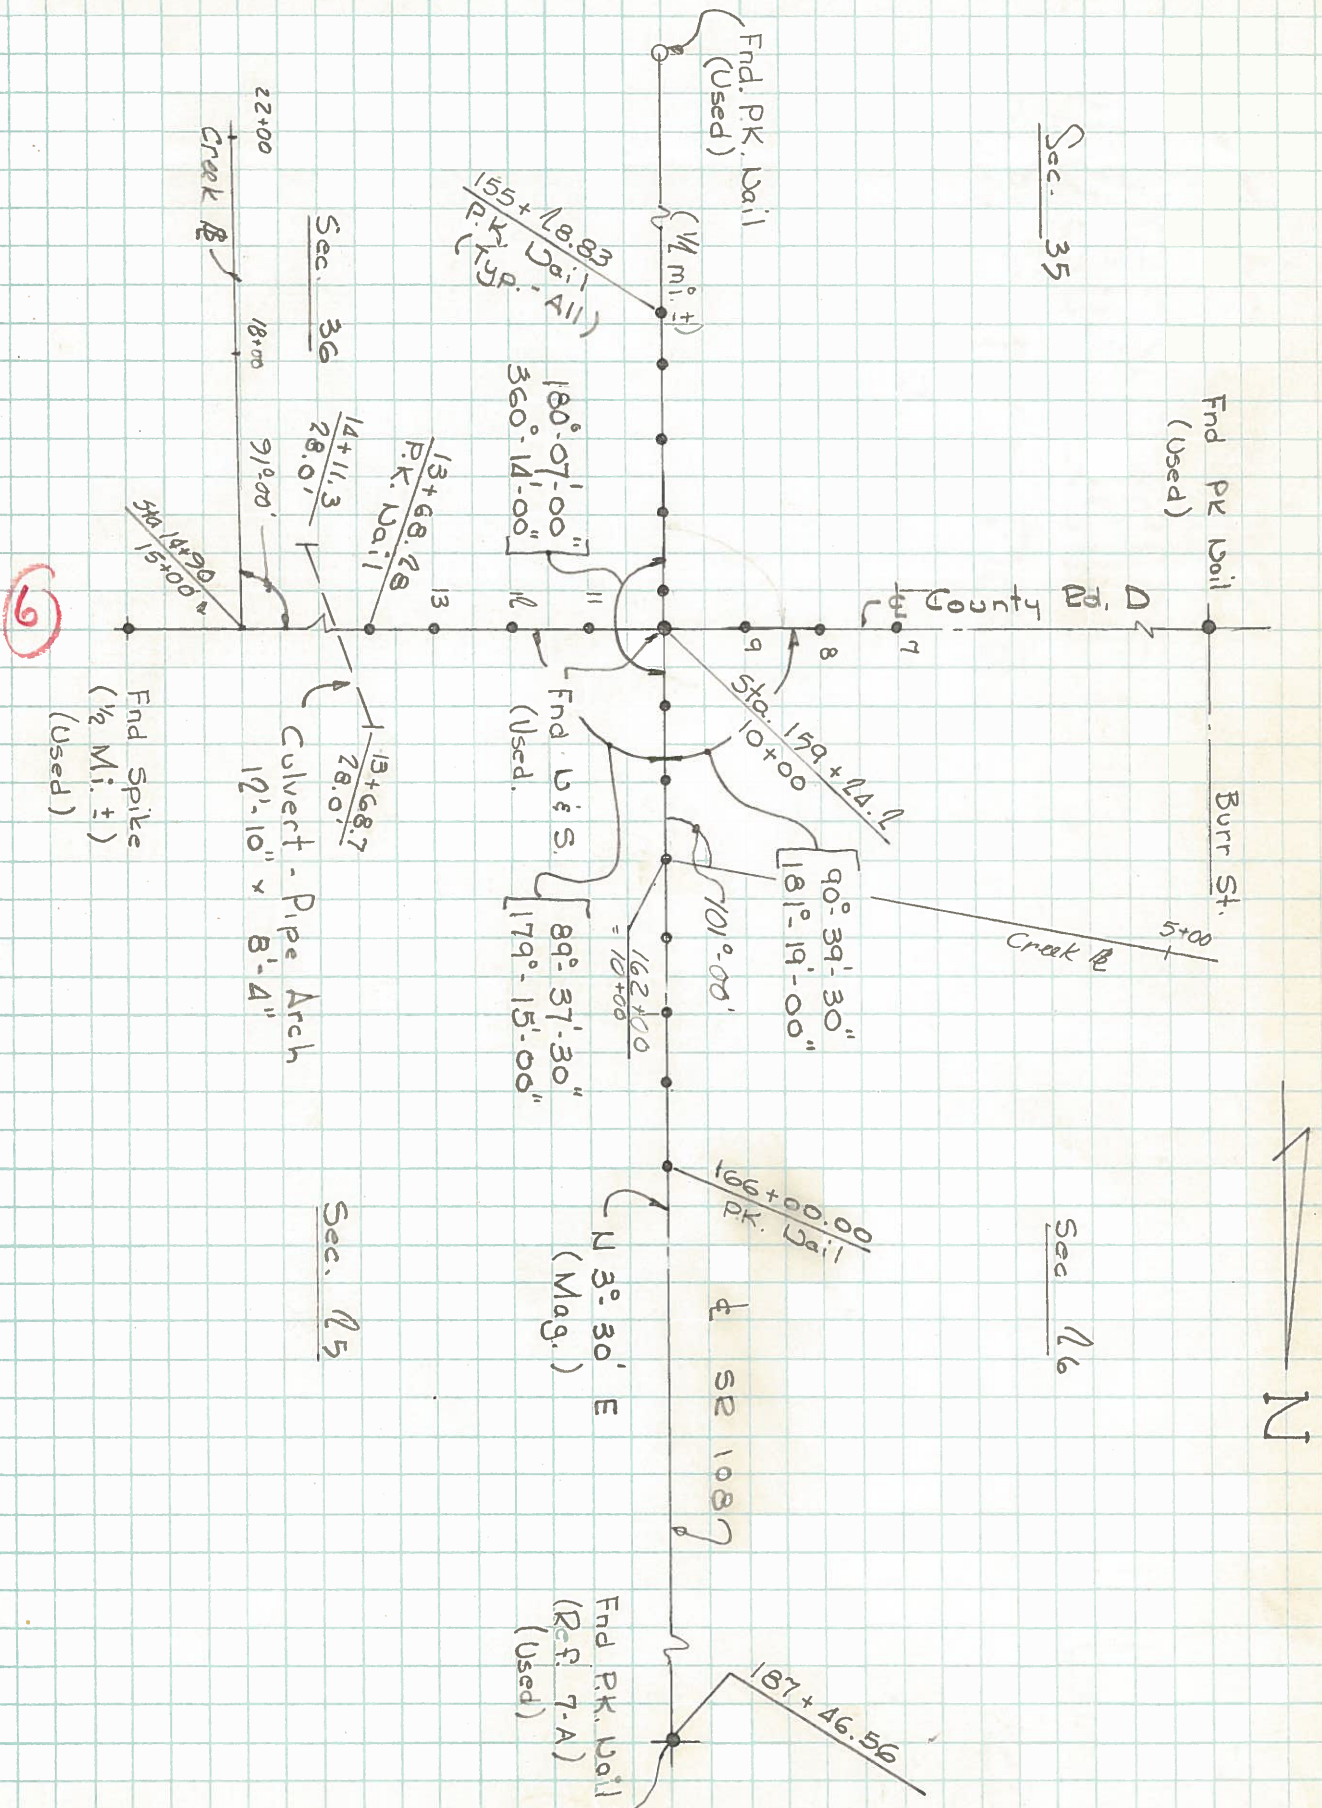 Fnd. P.K. Nail
(Used)
Sec. 35
(1/2 mi. ±)
155+28.83
P.K. Nail
(Typ. - All)
Sec. 36
22+00
Creek
18+00
91°-00'
Sta 14+90
15+00
14+11.3
28.0'
13+68.28
P.K. Nail
180°-07'-00"
360°-14'-00"
Fnd PK Nail
(Used)
℄ County Rd. D
Burr St.
7
8
9
11
12
13
Sta. 159+24.2
10+00
Fnd. N & S.
(Used.
13+68.7
28.0'
Culvert - Pipe Arch
12'-10" x 8'-4"
Fnd Spike
(1/2 Mi. ±)
(Used)
90°-39'-30"
181°-19'-00"
101°-00'
162+00
= 10+00
89°-37'-30"
179°-15'-00"
5+00
Creek
166+00.00
P.K. Nail
N 3°-30' E
(Mag.)
℄ SR 1087
Sec. 25
Sec 26
N
Fnd P.K. Nail
(Ref. 7-A)
(Used)
187+46.56
6